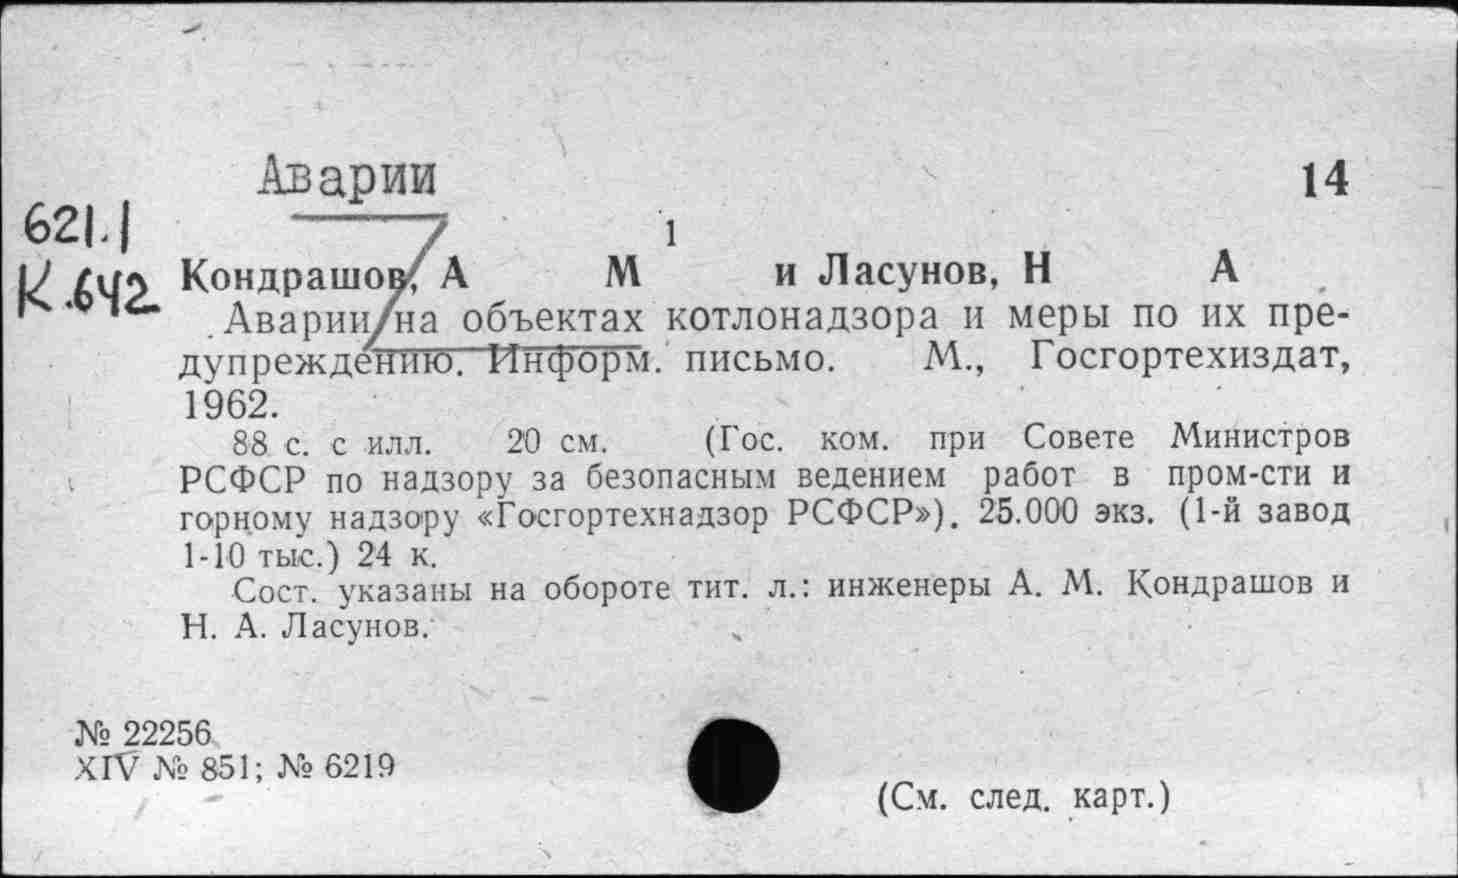 Аварии 14
621.1
1
К.642
Кондрашов, А М и Ласунов, Н А
Аварии на объектах котлонадзора и меры по их пре-
дупреждению. Информ. письмо. М., Госгортехиздат,
1962.
88 с. с илл. 20 см. (Гос. ком. при Совете Министров
РСФСР по надзору за безопасным ведением работ в пром-сти и
горному надзору «Госгортехнадзор РСФСР»). 25.000 экз. (1-й завод
1-10 тыс.) 24 к.
Сост. указаны на обороте тит. л.: инженеры А. М. Кондрашов и
Н. А. Ласунов.
№ 22256
XIV № 851; № 6219
(См. след. карт.)